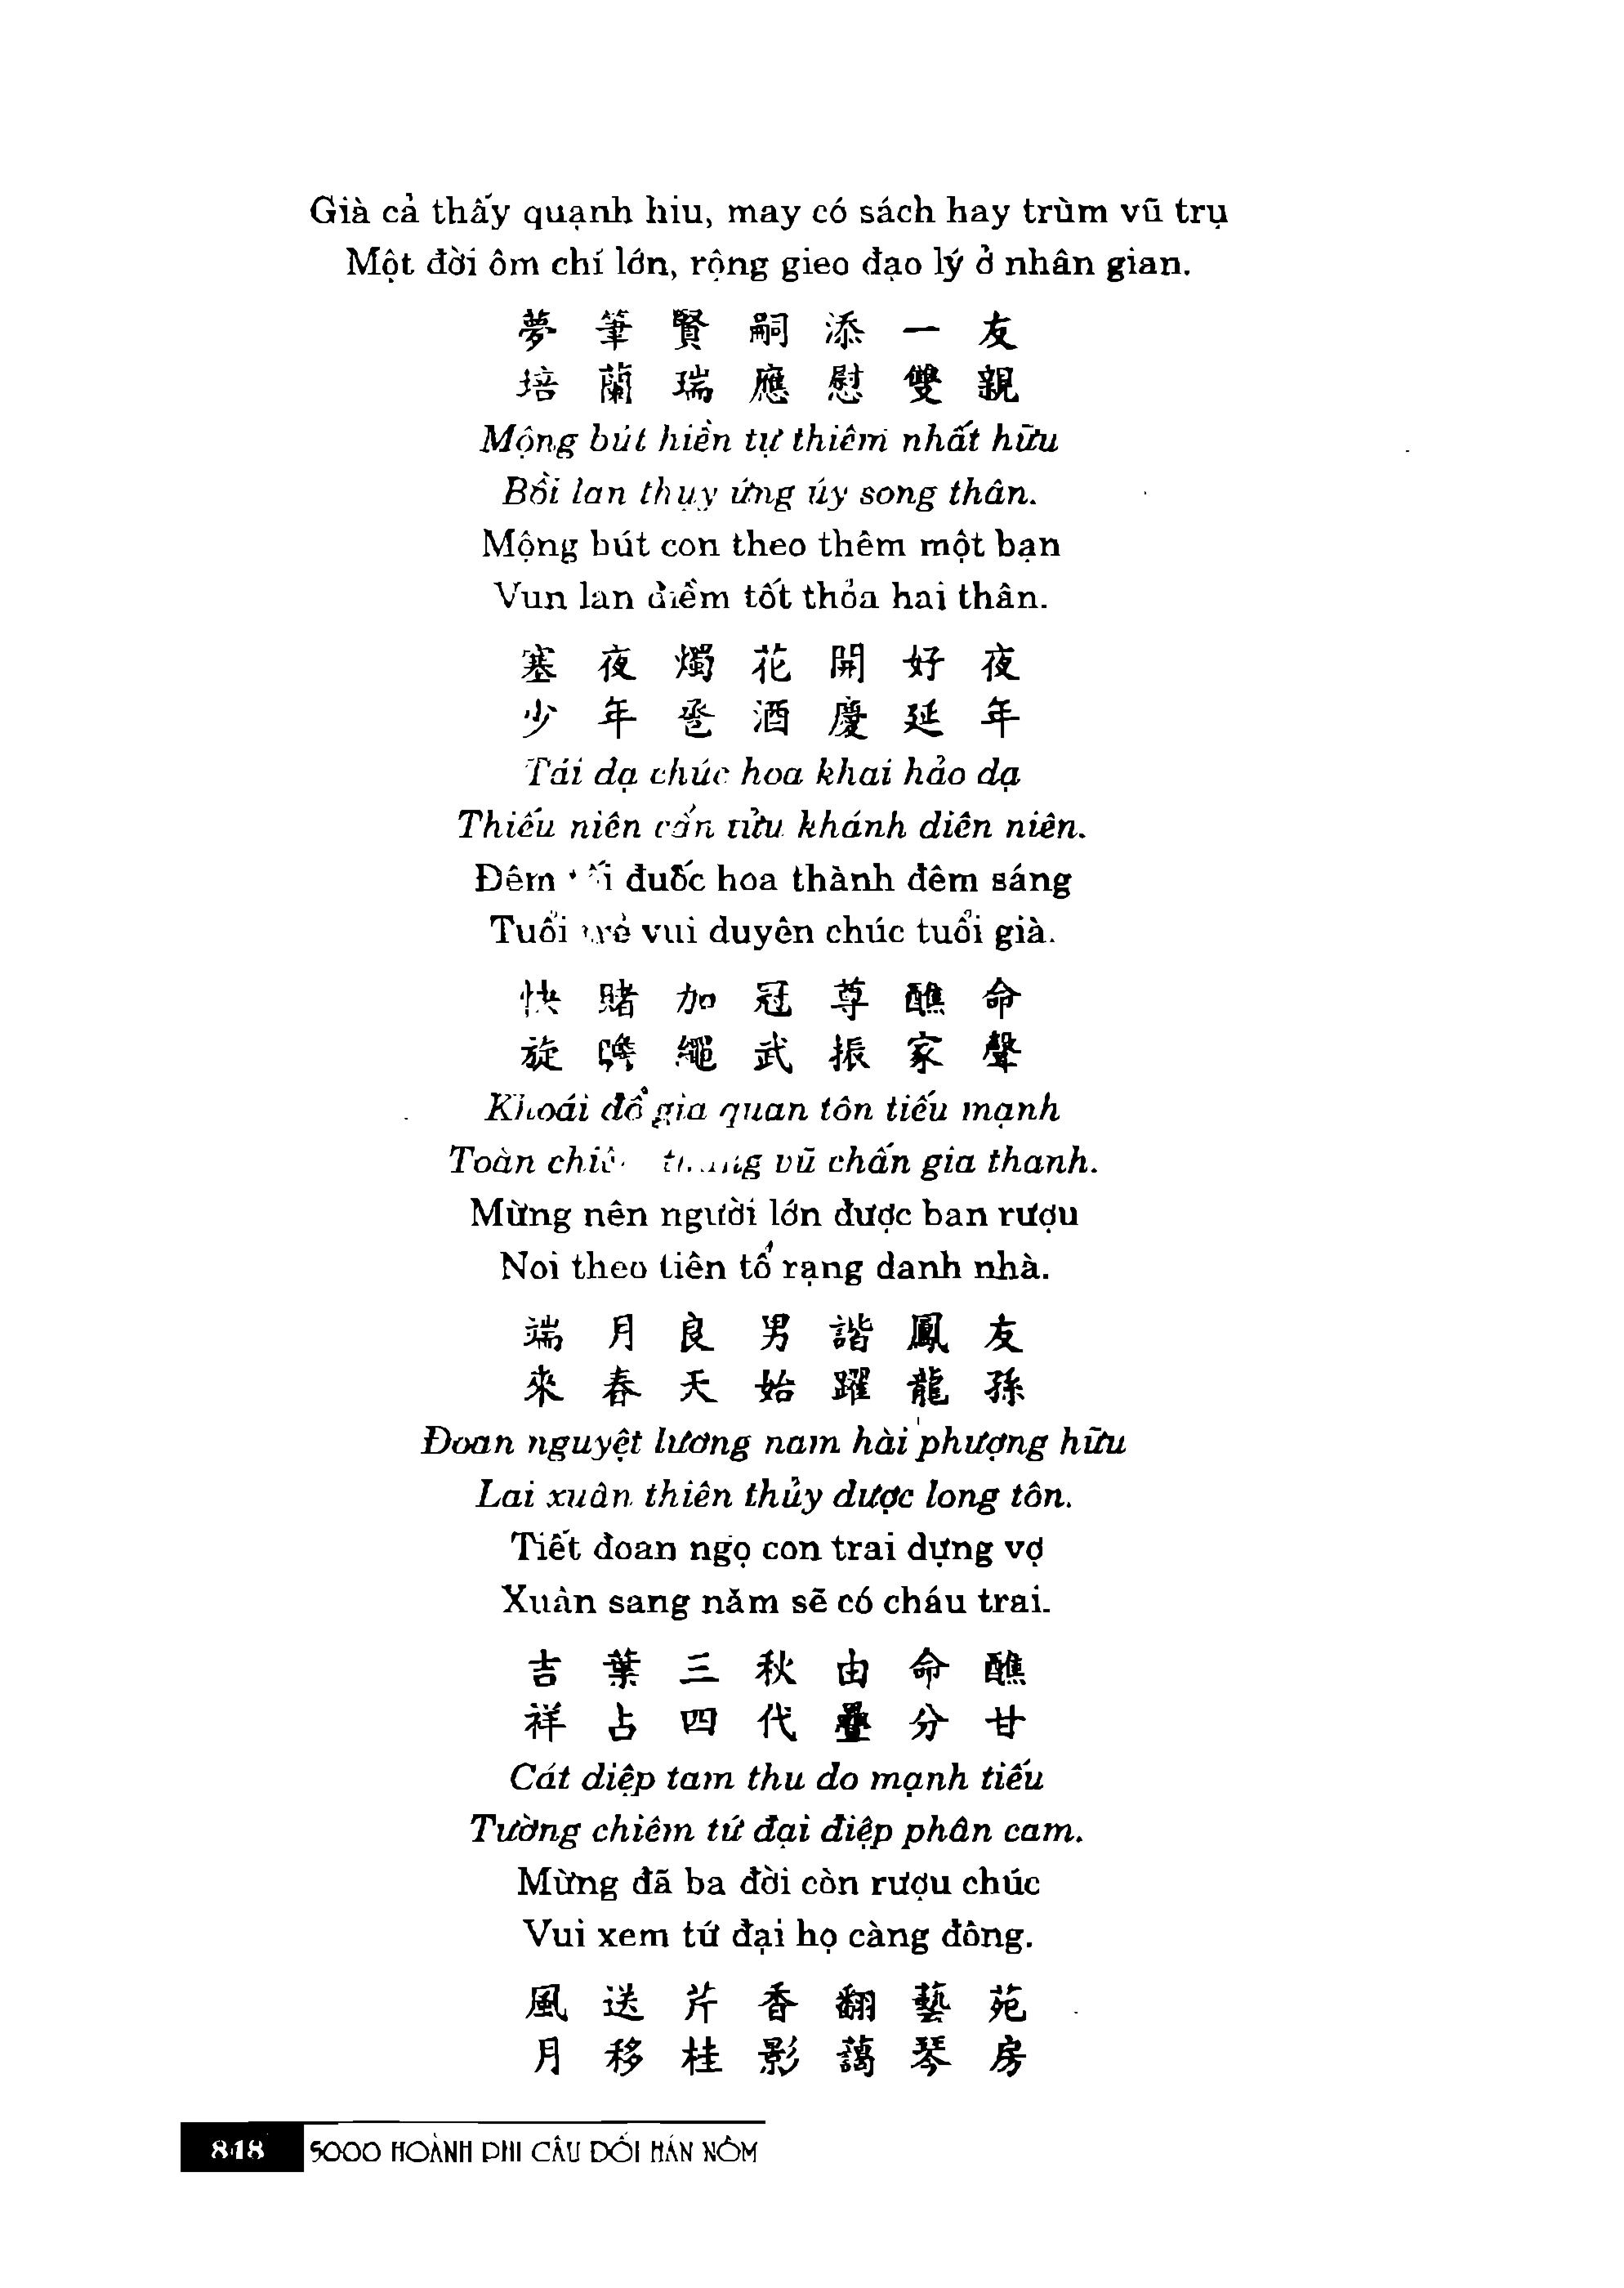 Già cả thấy quạnh hiu, may có sách hay trùm vũ trụ
Một đời ôm chí lớn, rộng gieo đạo lý ở nhân gian.
夢筆賢嗣添一友
培蘭瑞應慰雙親
Mộng bút hiền tự thiêm nhất hữu
Bồi lan thụy ứng úy song thân.
Mộng bút con theo thêm một bạn
Vun lan điềm tốt thỏa hai thân.
塞夜燭花開好夜
少年卺酒慶延年
Tái dạ chúc hoa khai hảo dạ
Thiếu niên cẩn tửu khánh diên niên.
Đêm tối đuốc hoa thành đêm sáng
Tuổi trẻ vui duyên chúc tuổi già.
快賭加冠尊醮命
旋 繩武振家聲
Khoái đổ gia quan tôn tiếu mạnh
Toàn vũ chấn gia thanh.
Mừng nên người lớn được ban rượu
Noi theo tiên tổ rạng danh nhà.
端月良男諧鳳友
來春天始躍龍孫
Đoan nguyệt lương nam hài phượng hữu
Lai xuân thiên thủy dược long tôn.
Tiết đoan ngọ con trai dựng vợ
Xuân sang năm sẽ có cháu trai.
吉葉三秋由命醮
祥占四代疊分甘
Cát diệp tam thu do mạnh tiếu
Tường chiêm tứ đại điệp phân cam.
Mừng đã ba đời còn rượu chúc
Vui xem tứ đại họ càng đông.
風送芹香翻藝苑
月移桂影藹琴房
848 5000 HOÀNH PHI CÂU ĐỐI HÁN NÔM